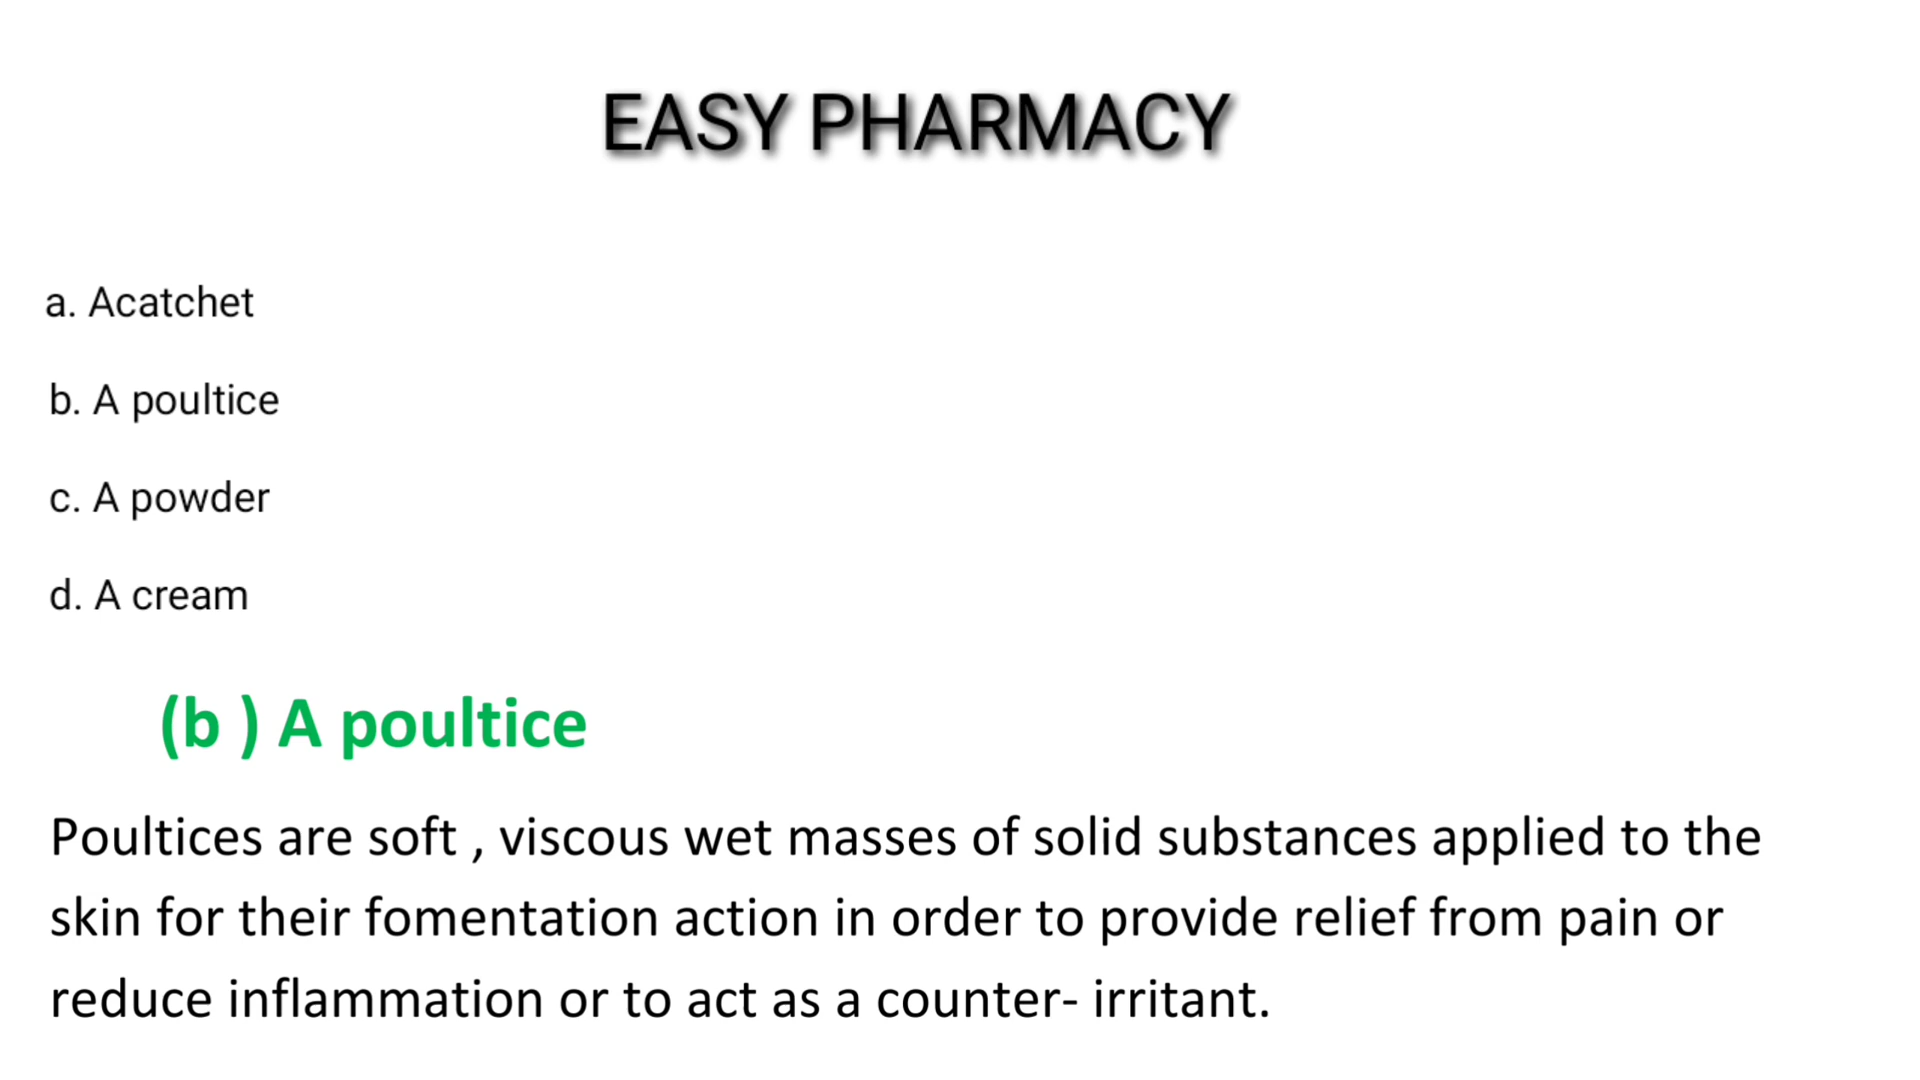 EASY PHARMACY
a. Acatchet
b. A poultice
c. A powder
d. A cream
(b ) A poultice
Poultices are soft , viscous wet masses of solid substances applied to the
skin for their fomentation action in order to provide relief from pain or
reduce inflammation or to act as a counter- irritant.